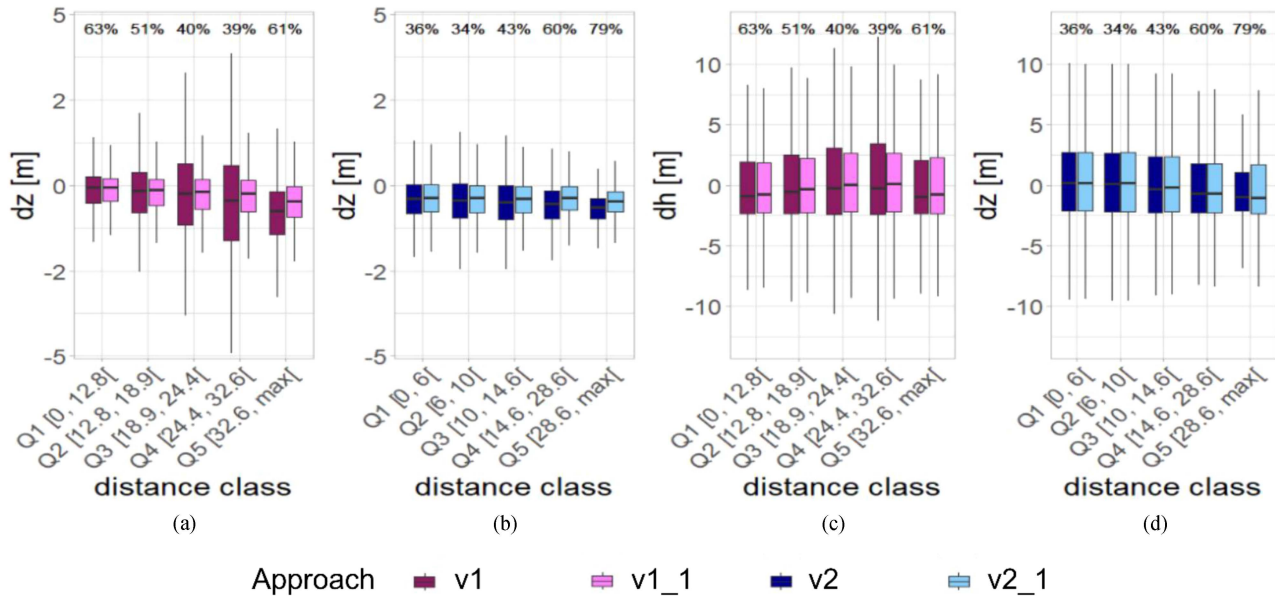 63% 51% 40% 39% 61%
5
2
0
-2
-5
dz [m]
Q1 [0, 12.8[
Q2 [12.8, 18.9[
Q3 [18.9, 24.4[
Q4 [24.4, 32.6[
Q5 [32.6, max[
distance class
(a)
36% 34% 43% 60% 79%
5
2
0
-2
-5
dz [m]
Q1 [0, 6[
Q2 [6, 10[
Q3 [10, 14.6[
Q4 [14.6, 28.6[
Q5 [28.6, max[
distance class
(b)
63% 51% 40% 39% 61%
10
5
0
-5
-10
dh [m]
Q1 [0, 12.8[
Q2 [12.8, 18.9[
Q3 [18.9, 24.4[
Q4 [24.4, 32.6[
Q5 [32.6, max[
distance class
(c)
36% 34% 43% 60% 79%
10
5
0
-5
-10
dz [m]
Q1 [0, 6[
Q2 [6, 10[
Q3 [10, 14.6[
Q4 [14.6, 28.6[
Q5 [28.6, max[
distance class
(d)
Approach v1 v1_1 v2 v2_1